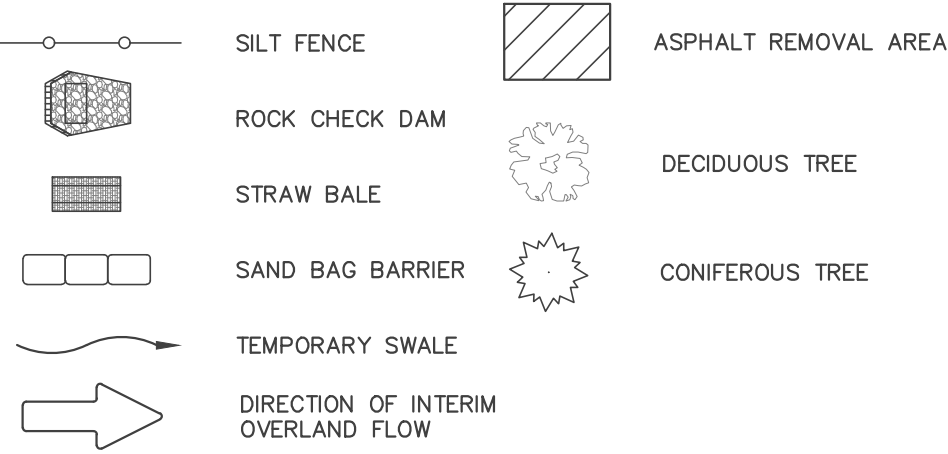 SILT FENCE
ROCK CHECK DAM
STRAW BALE
SAND BAG BARRIER
TEMPORARY SWALE
DIRECTION OF INTERIM
OVERLAND FLOW
ASPHALT REMOVAL AREA
DECIDUOUS TREE
CONIFEROUS TREE